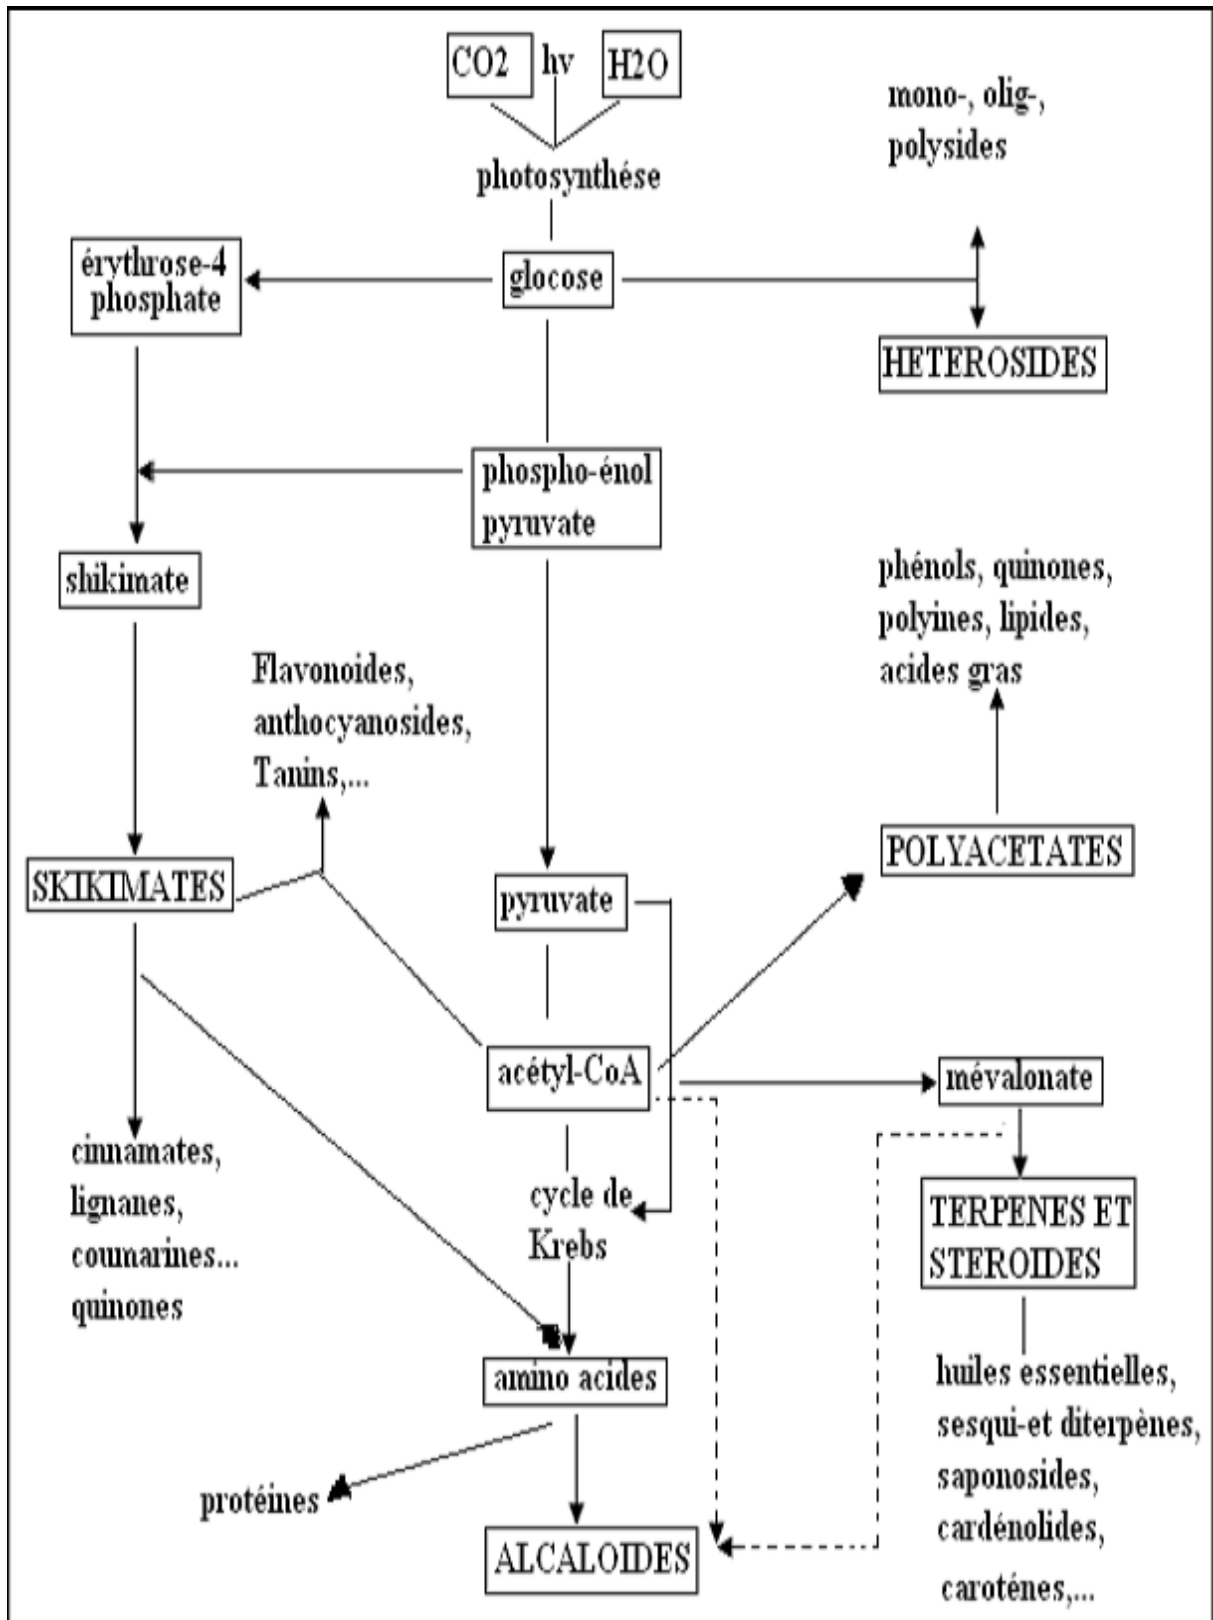 CO2 hv H2O
mono-, olig-,
polysides
photosynthése
érythrose-4
phosphate
glocose
HETEROSIDES
phospho-énol
pyruvate
shikimate
phénols, quinones,
polyines, lipides,
acides gras
Flavonoides,
anthocyanosides,
Tanins,...
SKIKIMATES
pyruvate
POLYACETATES
acétyl-CoA
mévalonate
cinnamates,
lignanes,
coumarines...
quinones
cycle de
Krebs
TERPENES ET
STEROIDES
amino acides
huiles essentielles,
sesqui-et diterpènes,
saponosides,
cardénolides,
caroténes,...
protéines
ALCALOIDES